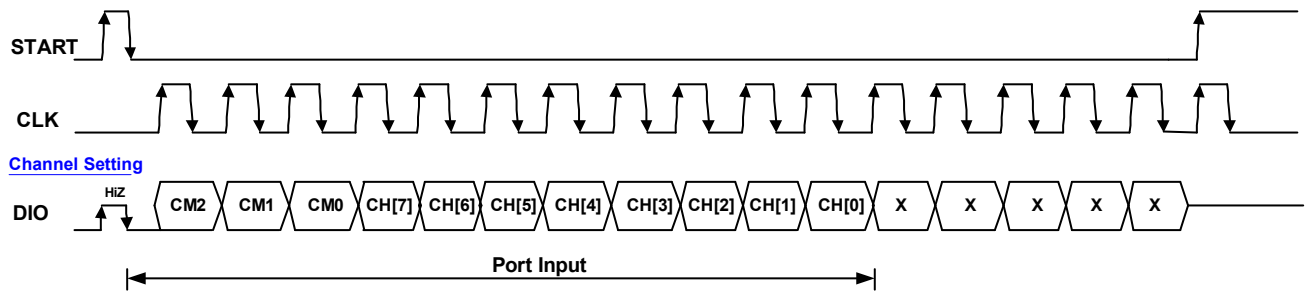 START
CLK
Channel Setting
HiZ
DIO CM2 CM1 CM0 CH[7] CH[6] CH[5] CH[4] CH[3] CH[2] CH[1] CH[0] X X X X X
Port Input